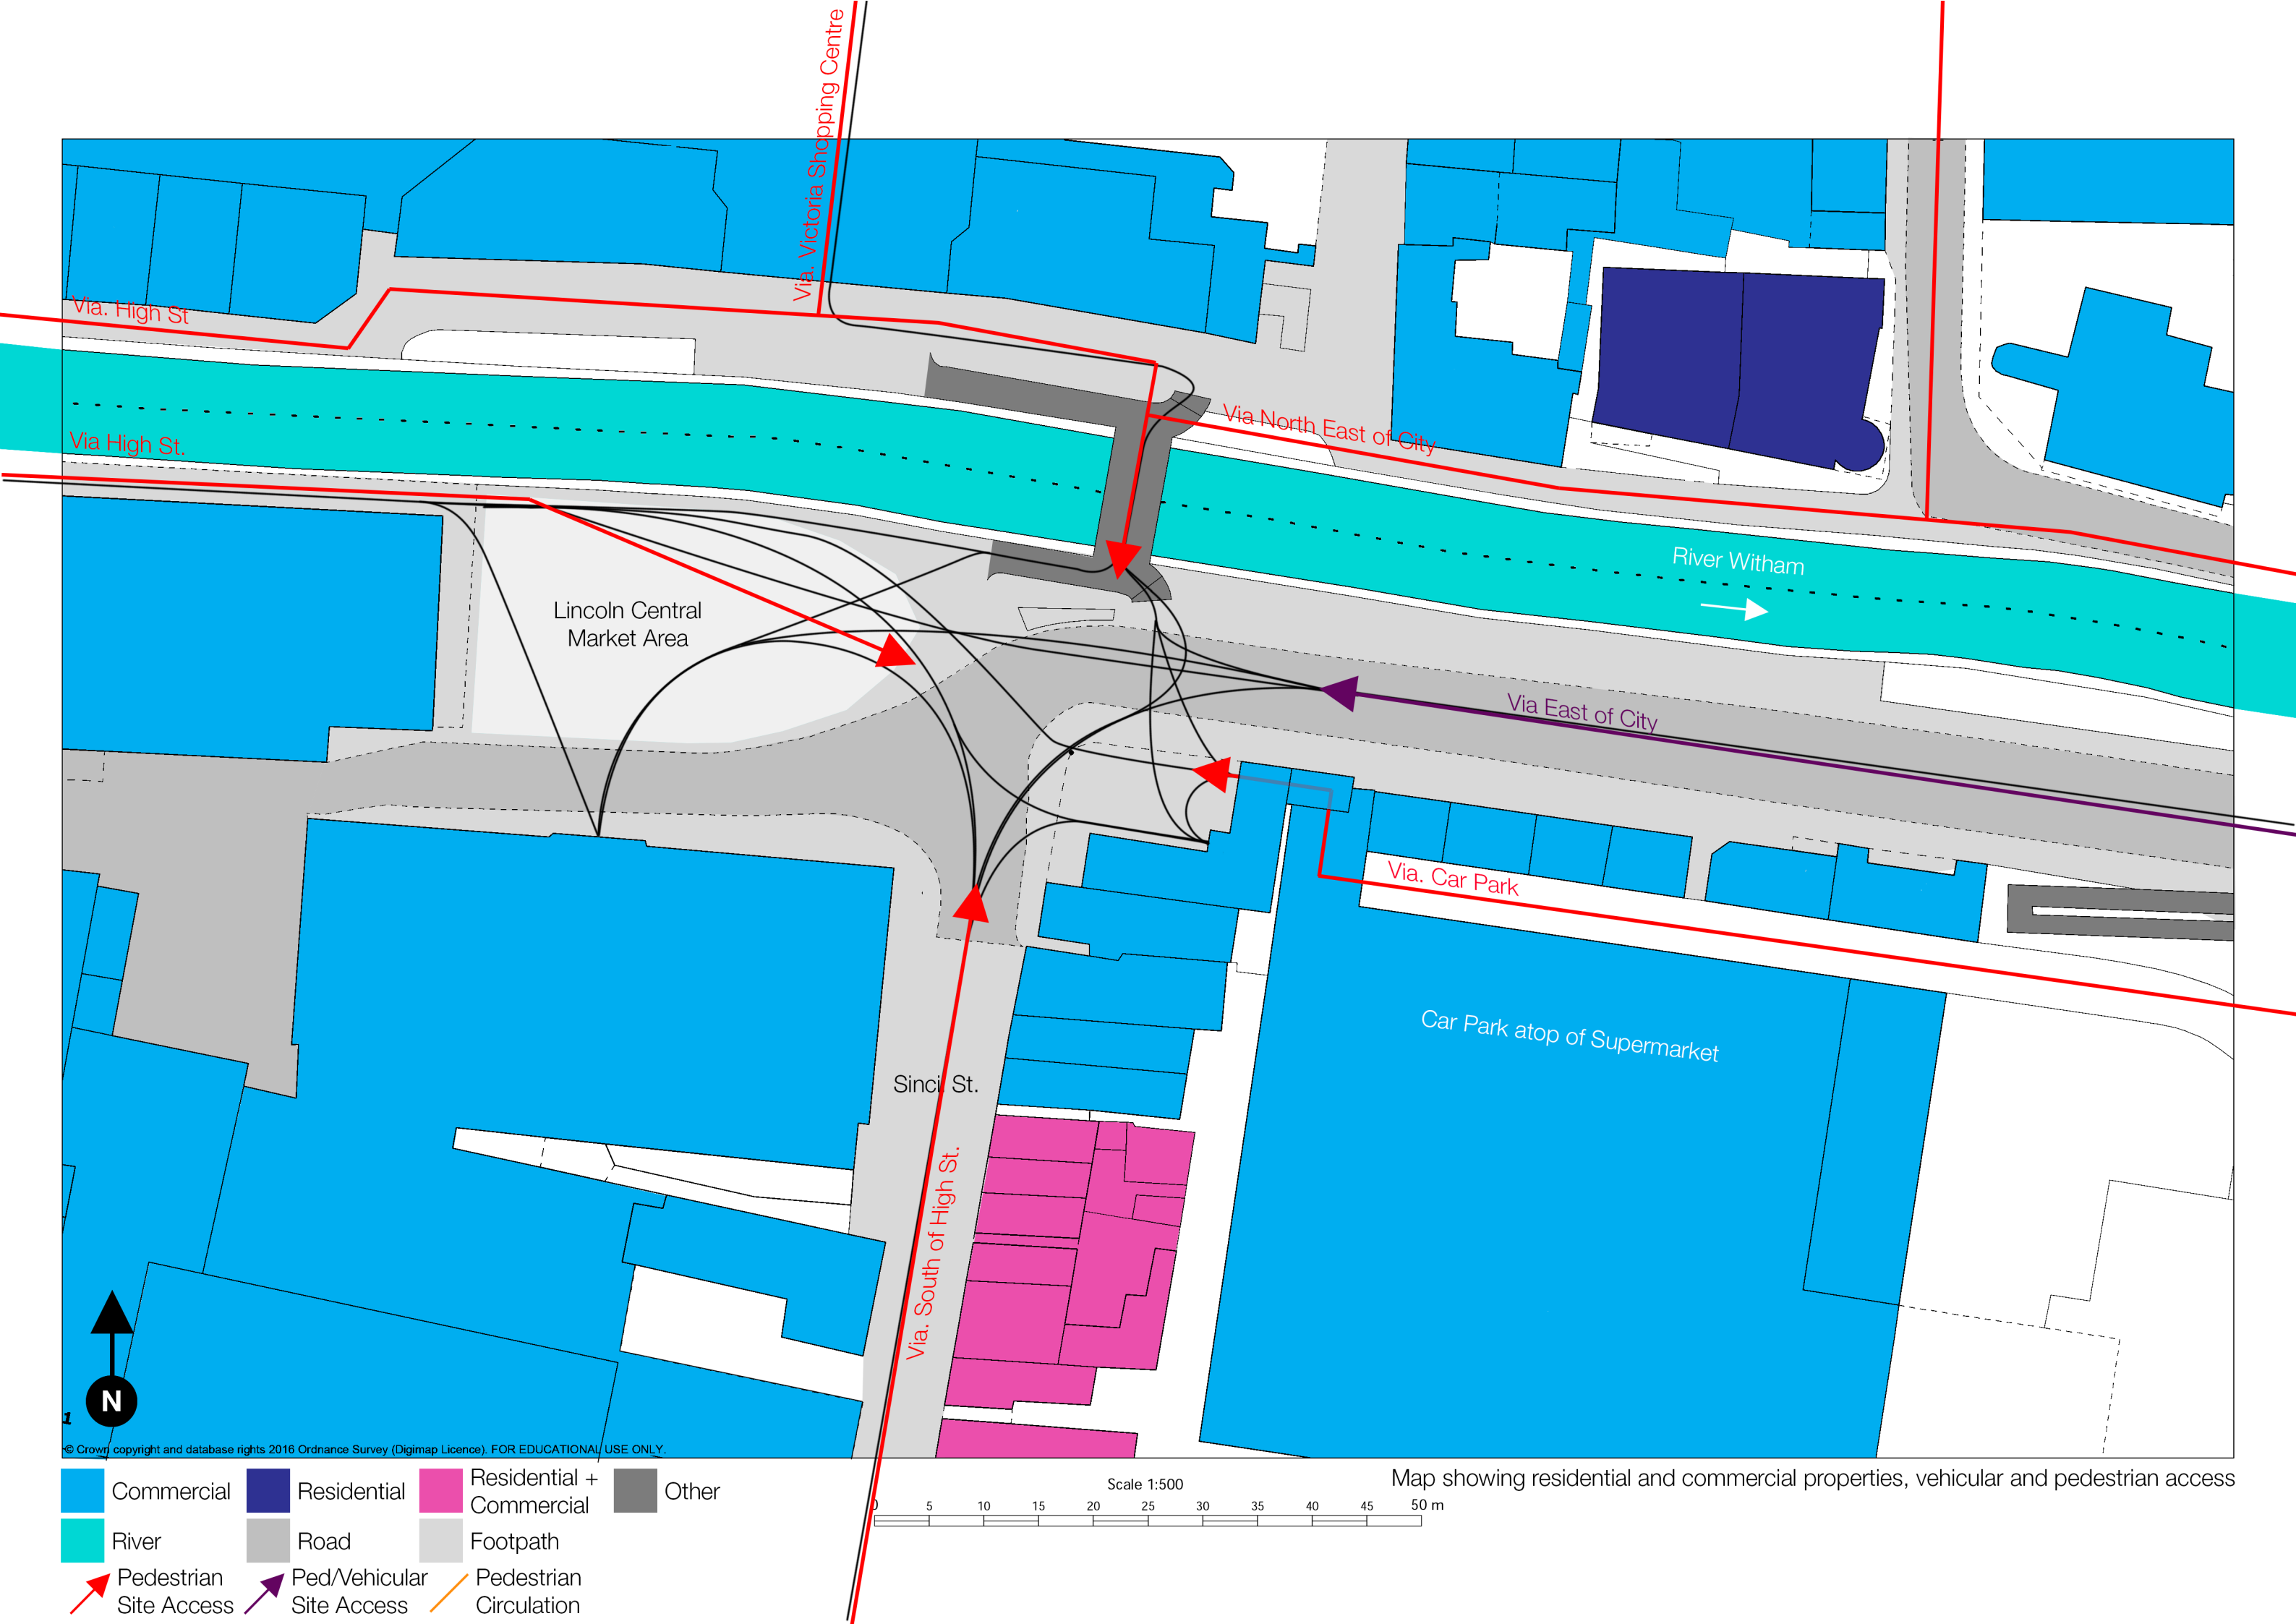 Via. Victoria Shopping Centre
Via. High St
Via High St.
Via North East of City
River Witham
Lincoln Central
Market Area
Via East of City
Via. Car Park
Car Park atop of Supermarket
Sincil St.
Via. South of High St.
N
1
© Crown copyright and database rights 2016 Ordnance Survey (Digimap Licence). FOR EDUCATIONAL USE ONLY.
Commercial
Residential
Residential +
Commercial
Other
River
Road
Footpath
Pedestrian
Site Access
Ped/Vehicular
Site Access
Pedestrian
Circulation
Scale 1:500
0 5 10 15 20 25 30 35 40 45 50 m
Map showing residential and commercial properties, vehicular and pedestrian access